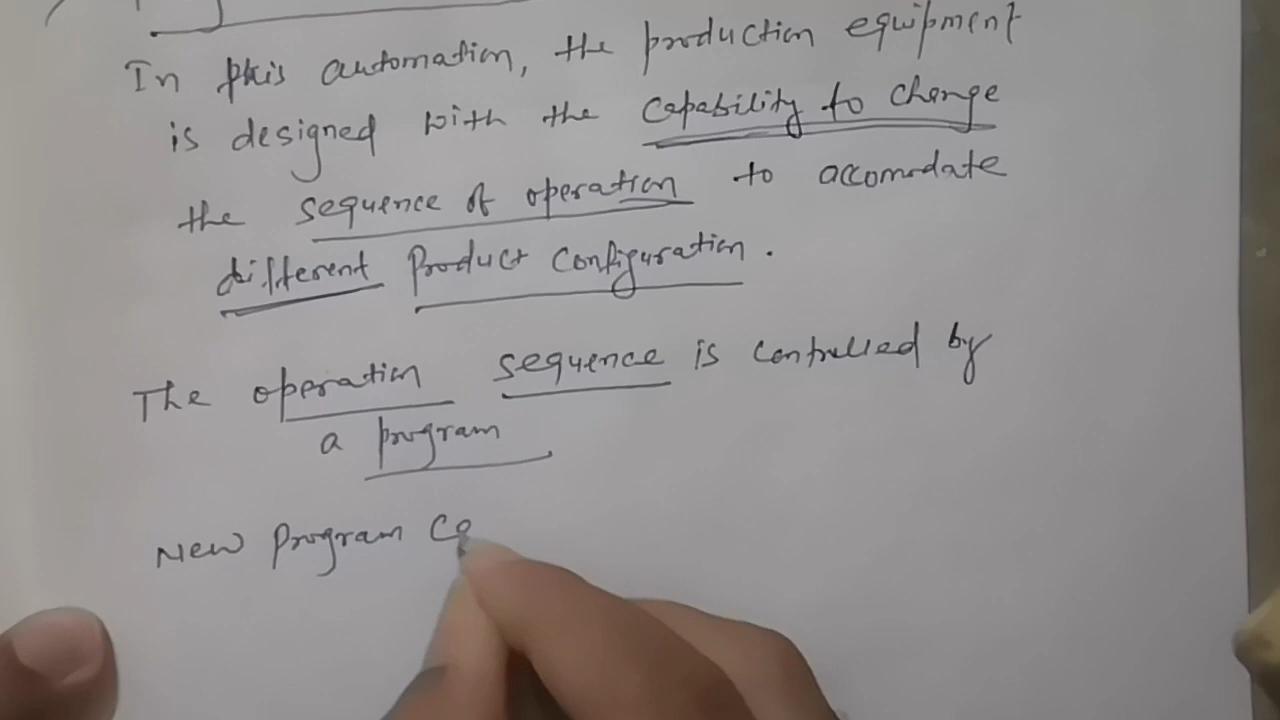 In this automation, the production equipment
is designed with the capability to change
the sequence of operation to accomodate
different product configuration.
The operation sequence is controlled by
a program
New program ca